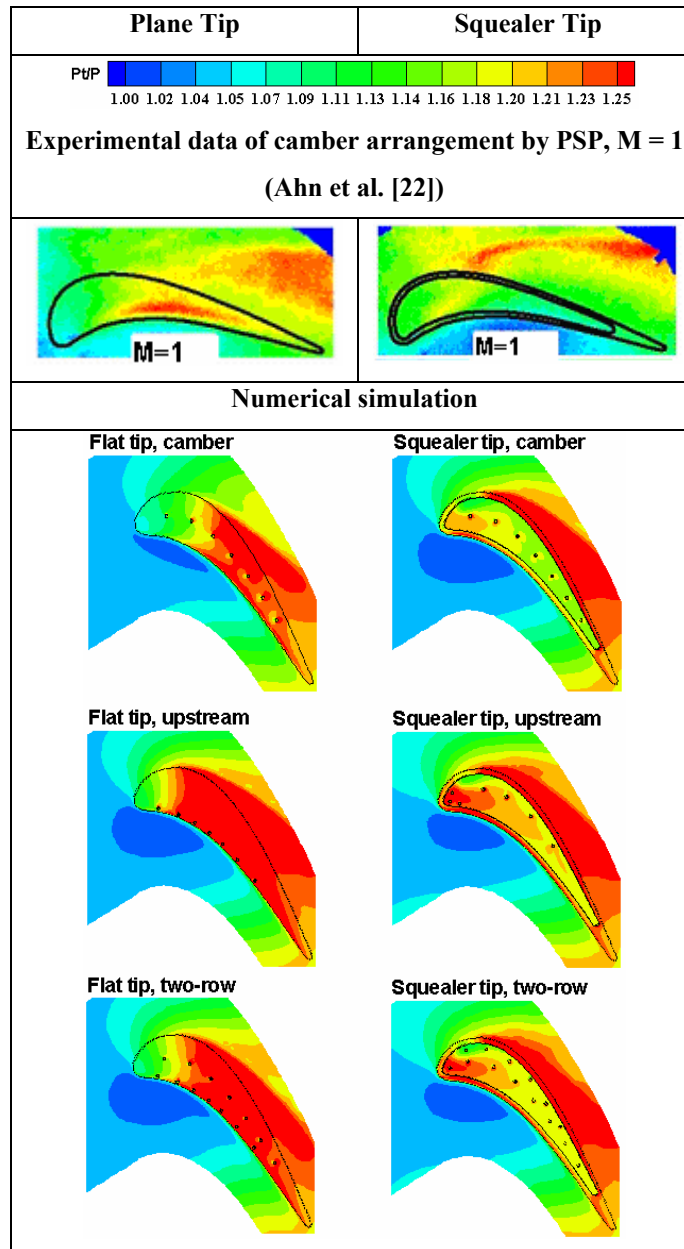 Plane Tip
Squealer Tip
Pt/P
1.00 1.02 1.04 1.05 1.07 1.09 1.11 1.13 1.14 1.16 1.18 1.20 1.21 1.23 1.25
Experimental data of camber arrangement by PSP, M = 1
(Ahn et al. [22])
M=1
M=1
Numerical simulation
Flat tip, camber
Squealer tip, camber
Flat tip, upstream
Squealer tip, upstream
Flat tip, two-row
Squealer tip, two-row